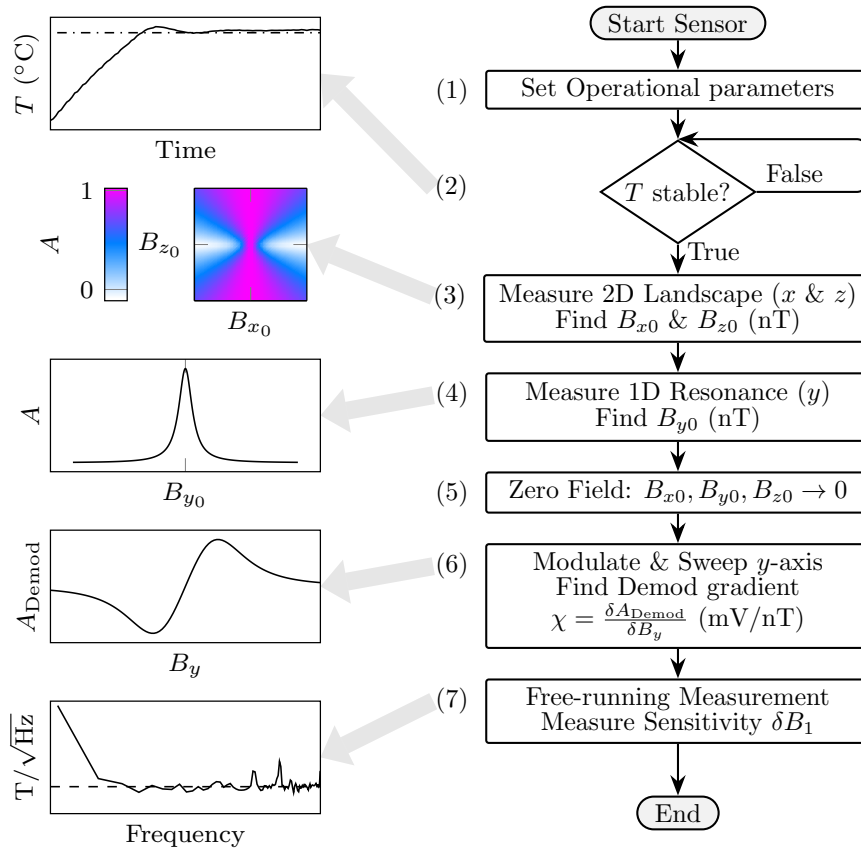 T (°C)
Time
1
0
A
B_{z_0}
B_{x_0}
A
B_{y_0}
A_{Demod}
B_y
T/√Hz
Frequency
Start Sensor
(1)
Set Operational parameters
(2)
T stable?
False
True
(3)
Measure 2D Landscape (x & z)
Find B_{x0} & B_{z0} (nT)
(4)
Measure 1D Resonance (y)
Find B_{y0} (nT)
(5)
Zero Field: B_{x0}, B_{y0}, B_{z0} → 0
(6)
Modulate & Sweep y-axis
Find Demod gradient
χ = δA_{Demod}/δB_y (mV/nT)
(7)
Free-running Measurement
Measure Sensitivity δB_1
End